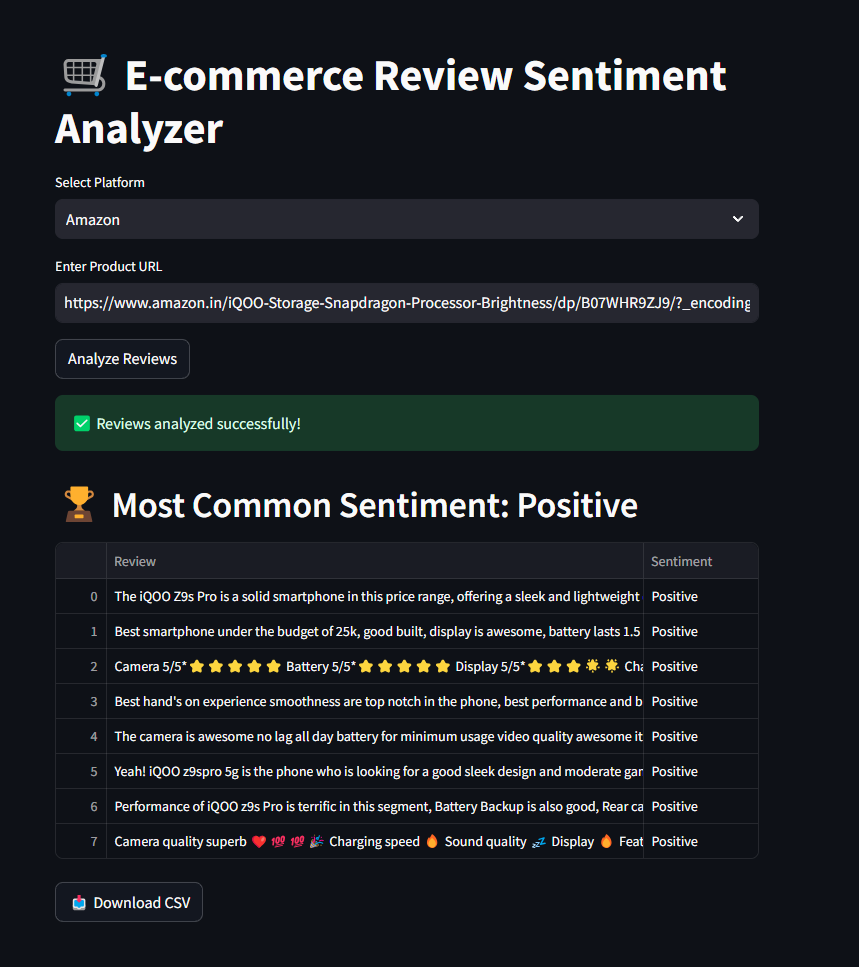 🛒 E-commerce Review Sentiment
Analyzer
Select Platform
Amazon
Enter Product URL
https://www.amazon.in/iQOO-Storage-Snapdragon-Processor-Brightness/dp/B07WHR9ZJ9/?_encoding
Analyze Reviews
✅ Reviews analyzed successfully!
🏆 Most Common Sentiment: Positive
Review Sentiment
0 The iQOO Z9s Pro is a solid smartphone in this price range, offering a sleek and lightweight Positive
1 Best smartphone under the budget of 25k, good built, display is awesome, battery lasts 1.5 Positive
2 Camera 5/5*⭐⭐⭐⭐⭐ Battery 5/5*⭐⭐⭐⭐⭐ Display 5/5*⭐⭐⭐🌟🌟 Cha Positive
3 Best hand's on experience smoothness are top notch in the phone, best performance and b Positive
4 The camera is awesome no lag all day battery for minimum usage video quality awesome it Positive
5 Yeah! iQOO z9spro 5g is the phone who is looking for a good sleek design and moderate gar Positive
6 Performance of iQOO z9s Pro is terrific in this segment, Battery Backup is also good, Rear ca Positive
7 Camera quality superb ❤️ 💯 💯 🎉 Charging speed 🔥 Sound quality 💤 Display 🔥 Feat Positive
📥 Download CSV